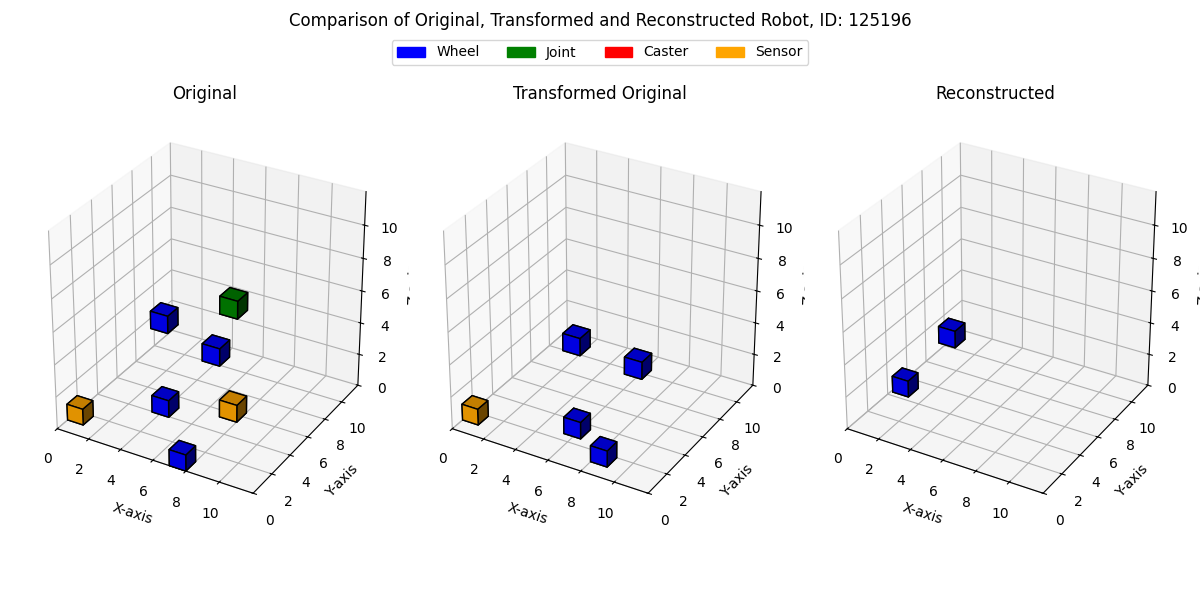 Comparison of Original, Transformed and Reconstructed Robot, ID: 125196
Wheel Joint Caster Sensor
Original Transformed Original Reconstructed
10 10 10
8 8 8
6 6 6
4 4 4
2 2 2
0 0 0
10 10 10
8 8 8
6 6 6
4 4 4
2 2 2
0 0 0
0 2 4 6 8 10 0 2 4 6 8 10 0 2 4 6 8 10
X-axis Y-axis X-axis Y-axis X-axis Y-axis